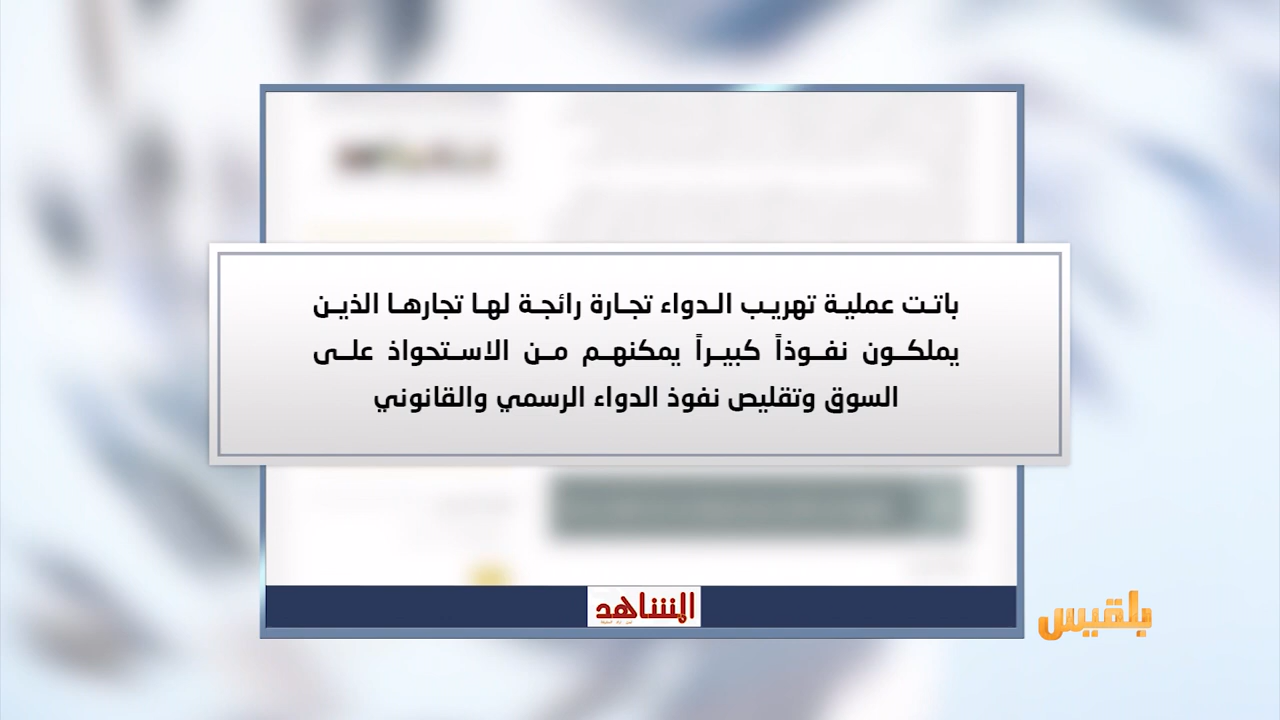 باتت عملية تهريب الدواء تجارة رائجة لها تجارها الذين
يملكون نفوذاً كبيراً يمكنهم من الاستحواذ على
السوق وتقليص نفوذ الدواء الرسمي والقانوني
المشاهد
بلقيس